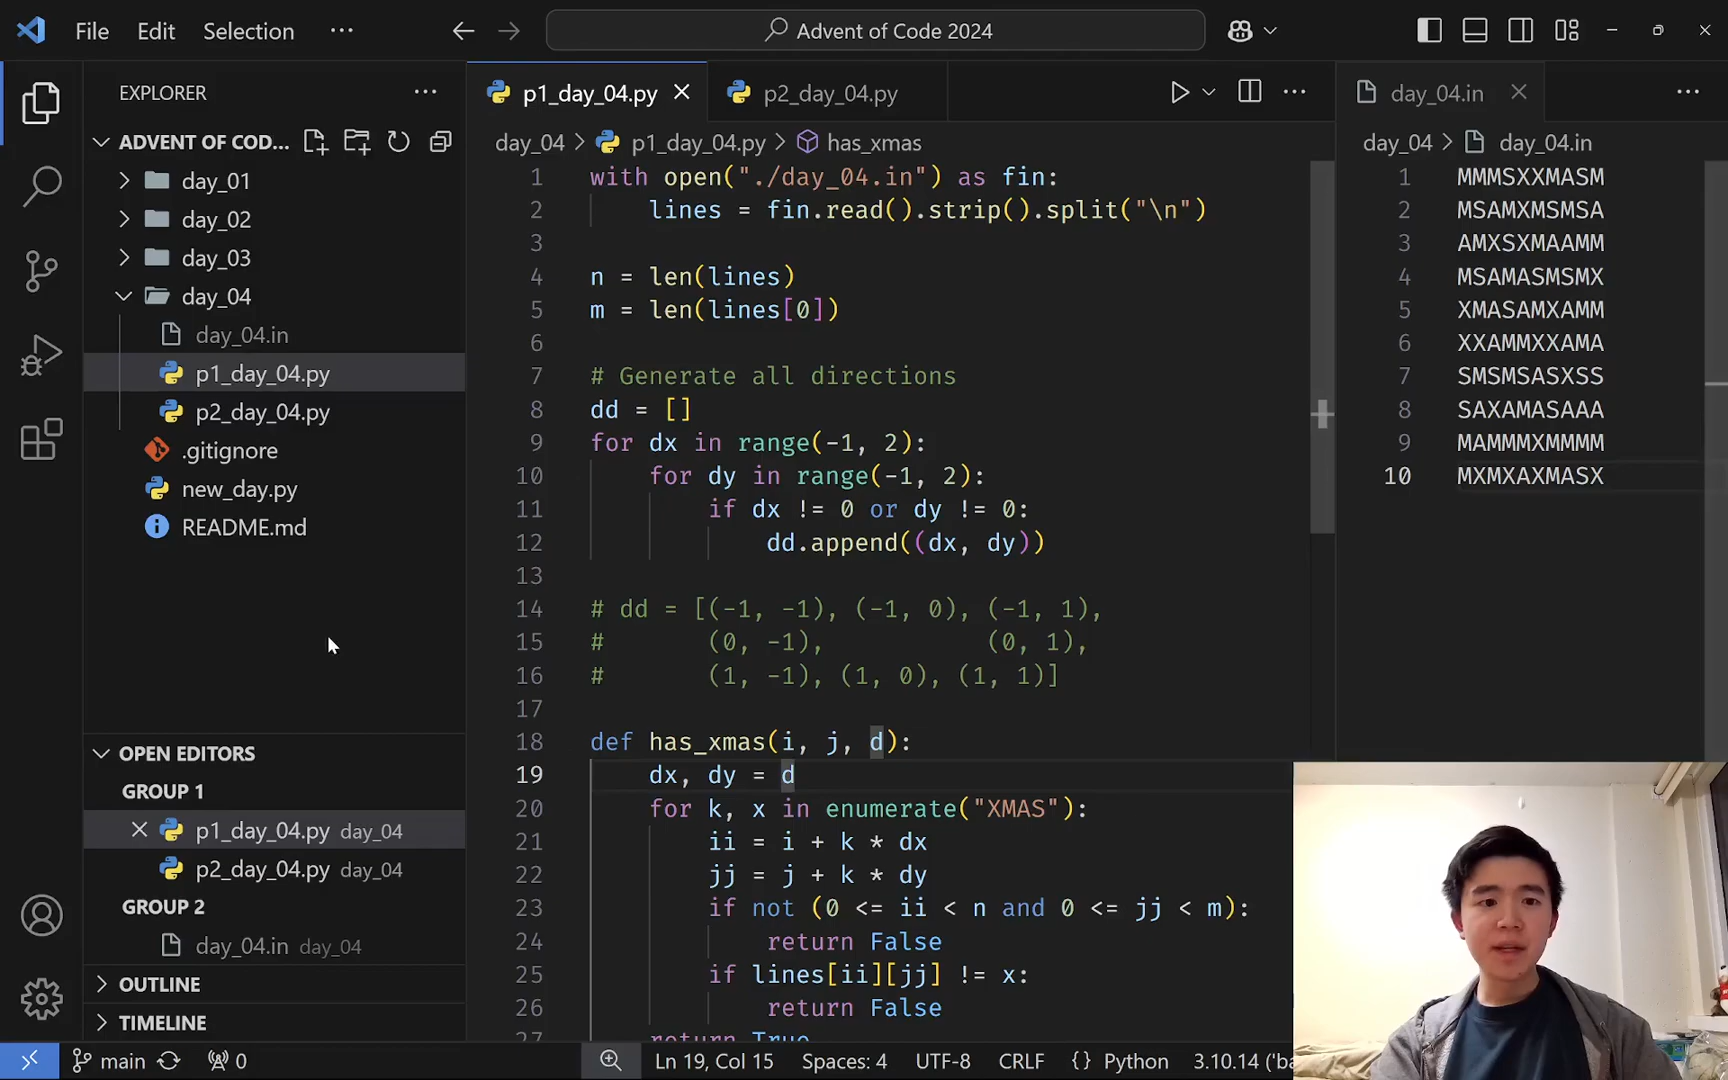 File Edit Selection ··· Advent of Code 2024
EXPLORER
ADVENT OF COD...
day_01
day_02
day_03
day_04
day_04.in
p1_day_04.py
p2_day_04.py
.gitignore
new_day.py
README.md
OPEN EDITORS
GROUP 1
p1_day_04.py day_04
p2_day_04.py day_04
GROUP 2
day_04.in day_04
OUTLINE
TIMELINE
p1_day_04.py p2_day_04.py
day_04 > p1_day_04.py > has_xmas
1 with open("./day_04.in") as fin:
2 lines = fin.read().strip().split("\n")
3
4 n = len(lines)
5 m = len(lines[0])
6
7 # Generate all directions
8 dd = []
9 for dx in range(-1, 2):
10 for dy in range(-1, 2):
11 if dx != 0 or dy != 0:
12 dd.append((dx, dy))
13
14 # dd = [(-1, -1), (-1, 0), (-1, 1),
15 # (0, -1), (0, 1),
16 # (1, -1), (1, 0), (1, 1)]
17
18 def has_xmas(i, j, d):
19 dx, dy = d
20 for k, x in enumerate("XMAS"):
21 ii = i + k * dx
22 jj = j + k * dy
23 if not (0 <= ii < n and 0 <= jj < m):
24 return False
25 if lines[ii][jj] != x:
26 return False
27 return True
day_04.in
day_04 > day_04.in
1 MMMSXXMASM
2 MSAMXMSMSA
3 AMXSXMAAMM
4 MSAMASMSMX
5 XMASAMXAMM
6 XXAMMXXAMA
7 SMSMSASXSS
8 SAXAMASAAA
9 MAMMMXMMMM
10 MXMXAXMASX
main 0 Ln 19, Col 15 Spaces: 4 UTF-8 CRLF {} Python 3.10.14 ('ba